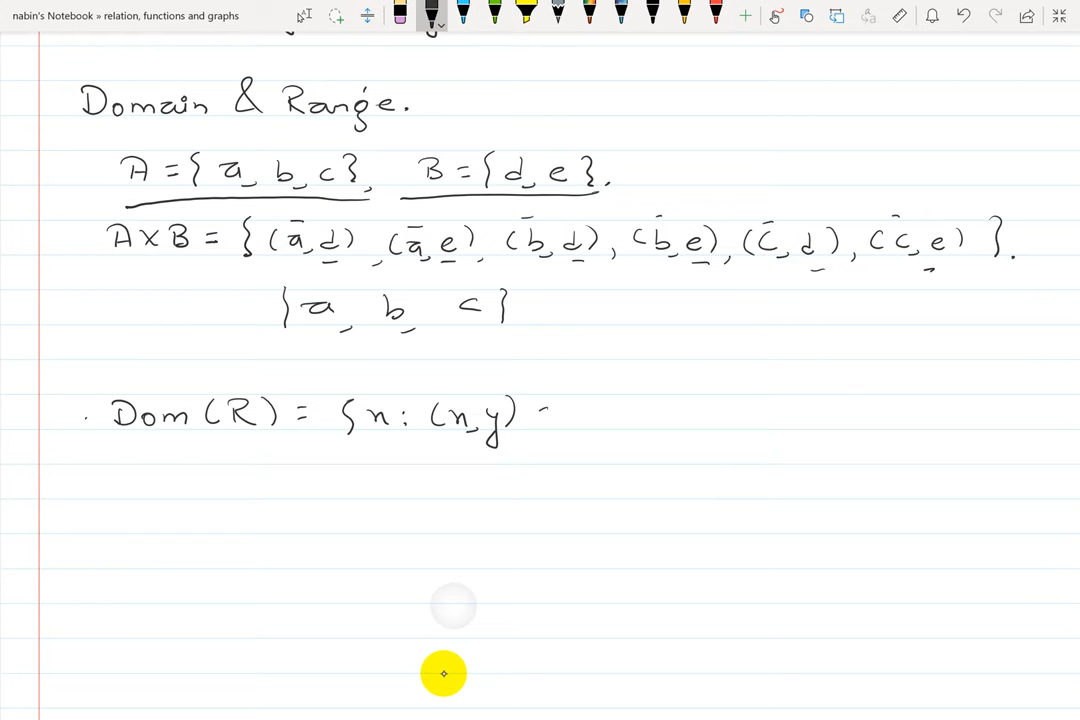 nabin's Notebook » relation, functions and graphs
Domain & Range.
A = { a, b, c }, B = { d, e }.
A × B = { (a, d), (a, e), (b, d), (b, e), (c, d), (c, e) }.
{ a, b, c }
. Dom (R) = { x : (x, y)